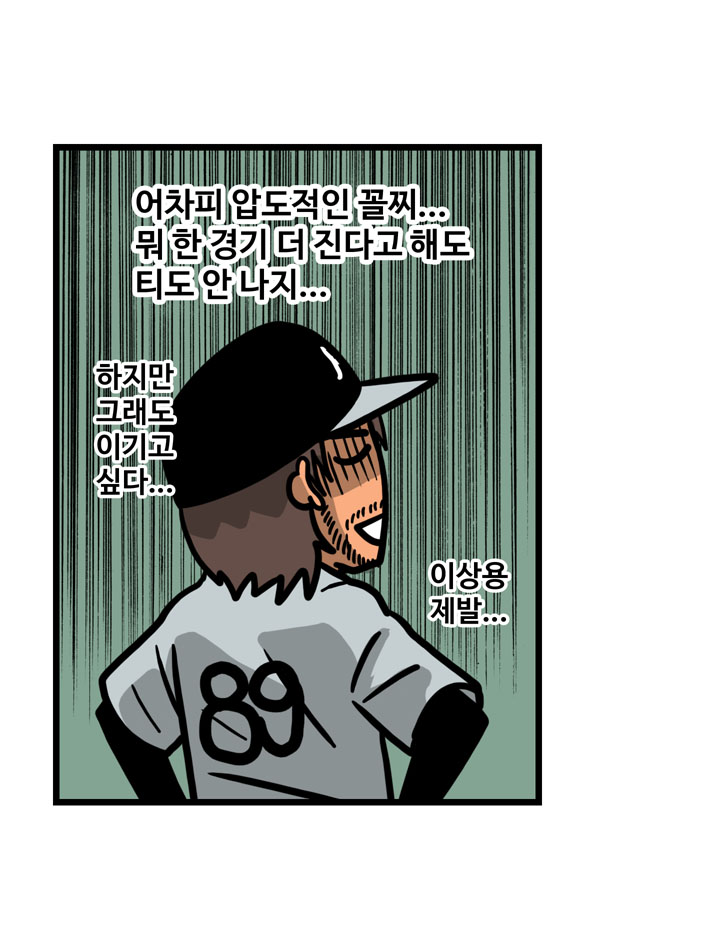 어차피 압도적인 꼴찌...
뭐 한 경기 더 진다고 해도
티도 안 나지...
하지만
그래도
이기고
싶다...
이상용
제발...
89